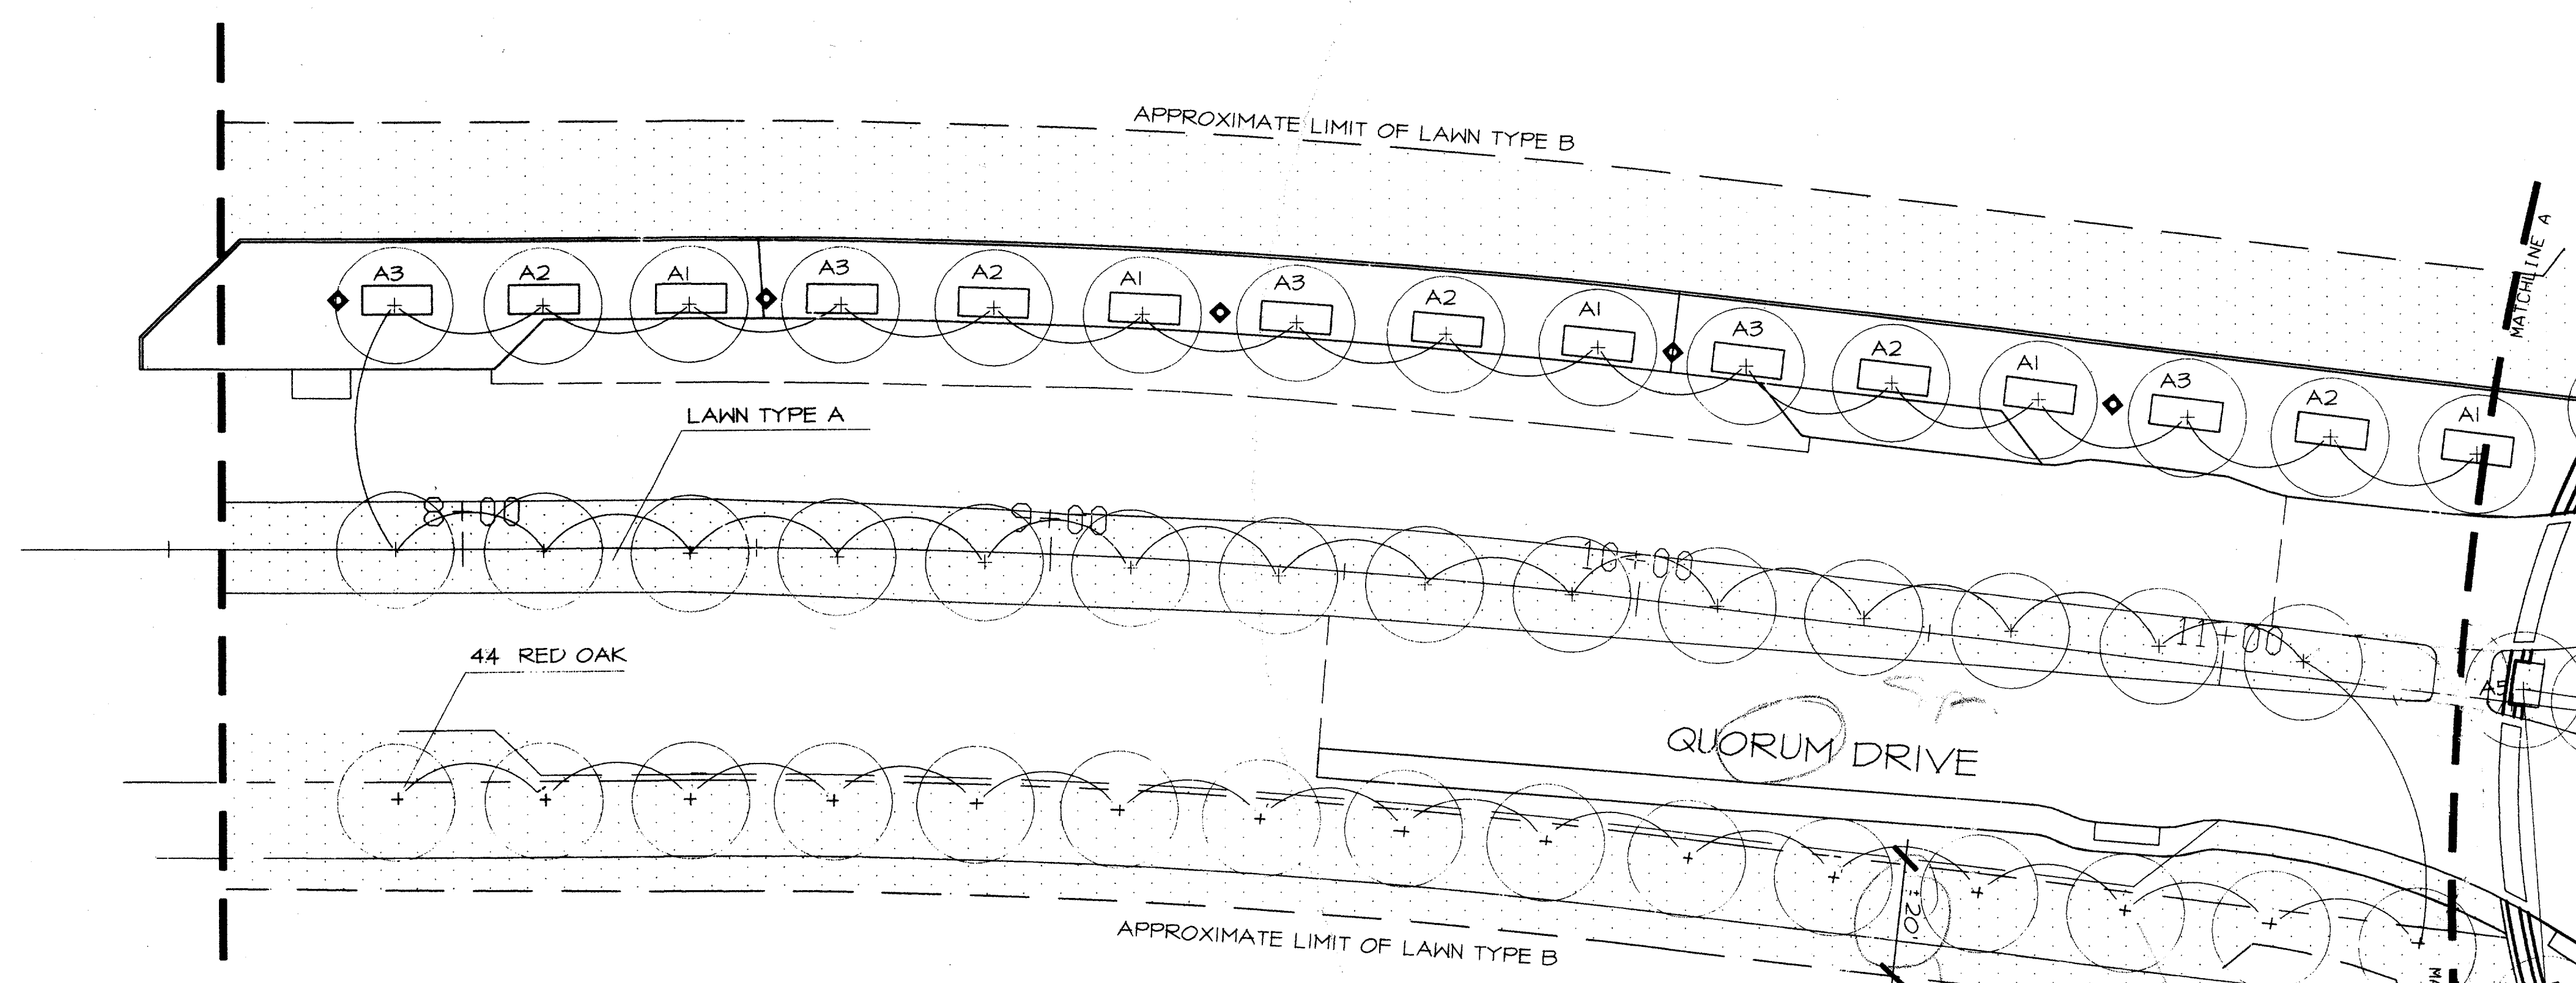 APPROXIMATE LIMIT OF LAWN TYPE B
MATCHLINE A
A3 A2 A1 A3 A2 A1 A3 A2 A1 A3 A2 A1 A3 A2 A1
LAWN TYPE A
8+00 9+00 10+00 11+00
44 RED OAK
A5
QUORUM DRIVE
±20'
APPROXIMATE LIMIT OF LAWN TYPE B